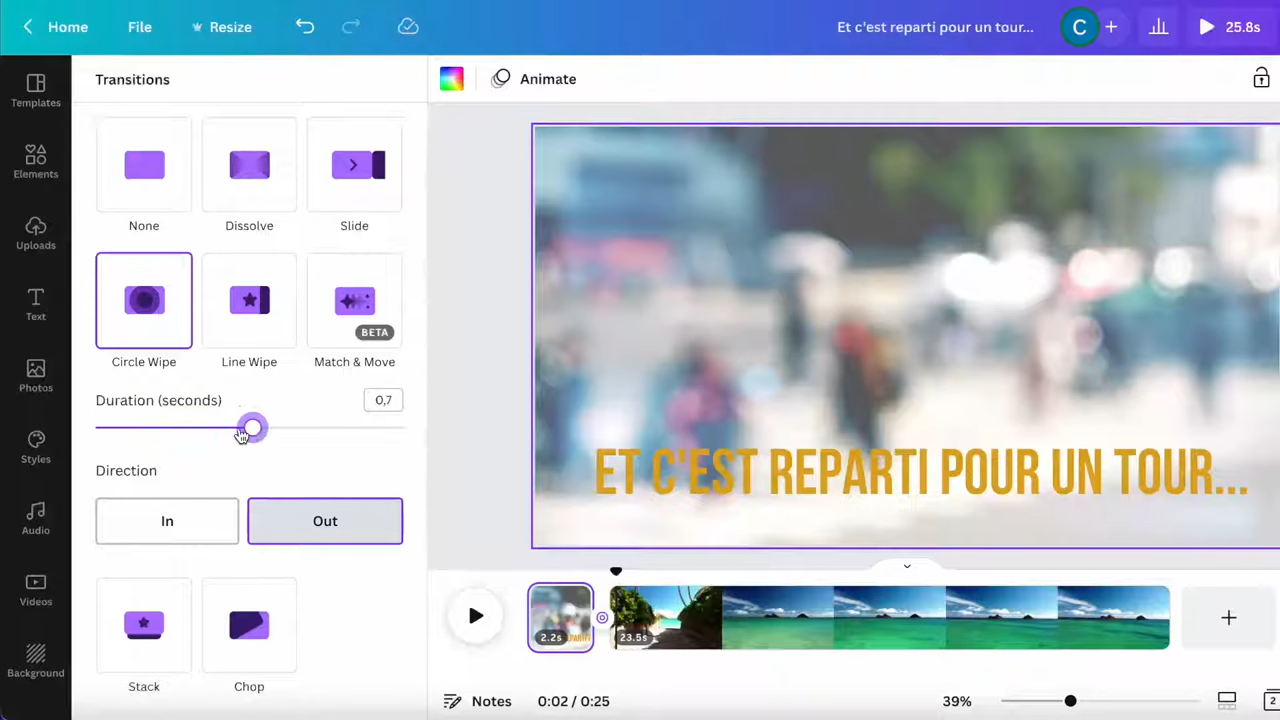 Home
File
Resize
Et c'est reparti pour un tour...
C
25.8s
Templates
Elements
Uploads
Text
Photos
Styles
Audio
Videos
Background
Transitions
None
Dissolve
Slide
Circle Wipe
Line Wipe
BETA
Match & Move
Duration (seconds)
0,7
Direction
In
Out
Stack
Chop
Animate
ET C'EST REPARTI POUR UN TOUR...
2.2s
23.5s
Notes
0:02 / 0:25
39%
2